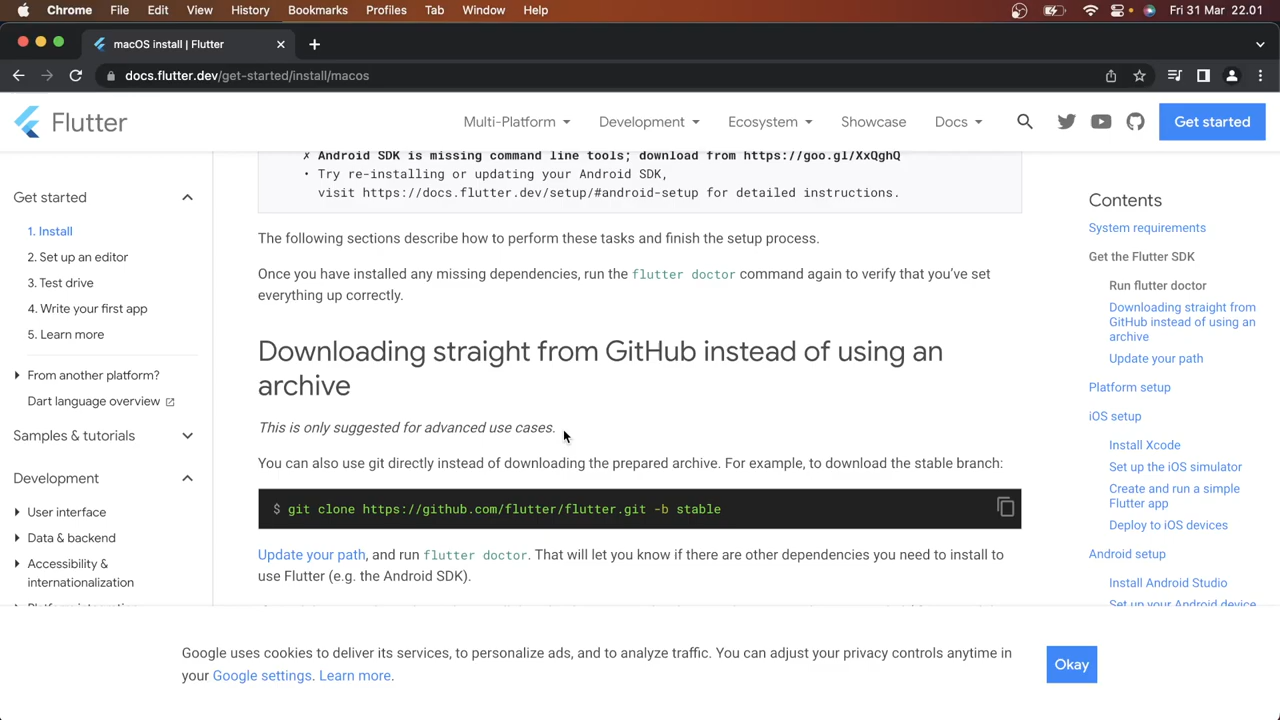 Chrome File Edit View History Bookmarks Profiles Tab Window Help Fri 31 Mar 22.01
macOS install | Flutter
docs.flutter.dev/get-started/install/macos
Flutter Multi-Platform Development Ecosystem Showcase Docs Get started
Get started
1. Install
2. Set up an editor
3. Test drive
4. Write your first app
5. Learn more
From another platform?
Dart language overview
Samples & tutorials
Development
User interface
Data & backend
Accessibility &
internationalization
Platform integration
✗ Android SDK is missing command line tools; download from https://goo.gl/XxQghQ
• Try re-installing or updating your Android SDK,
visit https://docs.flutter.dev/setup/#android-setup for detailed instructions.
The following sections describe how to perform these tasks and finish the setup process.
Once you have installed any missing dependencies, run the flutter doctor command again to verify that you’ve set
everything up correctly.
Downloading straight from GitHub instead of using an
archive
This is only suggested for advanced use cases.
You can also use git directly instead of downloading the prepared archive. For example, to download the stable branch:
$ git clone https://github.com/flutter/flutter.git -b stable
Update your path, and run flutter doctor. That will let you know if there are other dependencies you need to install to
use Flutter (e.g. the Android SDK).
Contents
System requirements
Get the Flutter SDK
Run flutter doctor
Downloading straight from
GitHub instead of using an
archive
Update your path
Platform setup
iOS setup
Install Xcode
Set up the iOS simulator
Create and run a simple
Flutter app
Deploy to iOS devices
Android setup
Install Android Studio
Set up your Android device
Google uses cookies to deliver its services, to personalize ads, and to analyze traffic. You can adjust your privacy controls anytime in
your Google settings. Learn more.
Okay